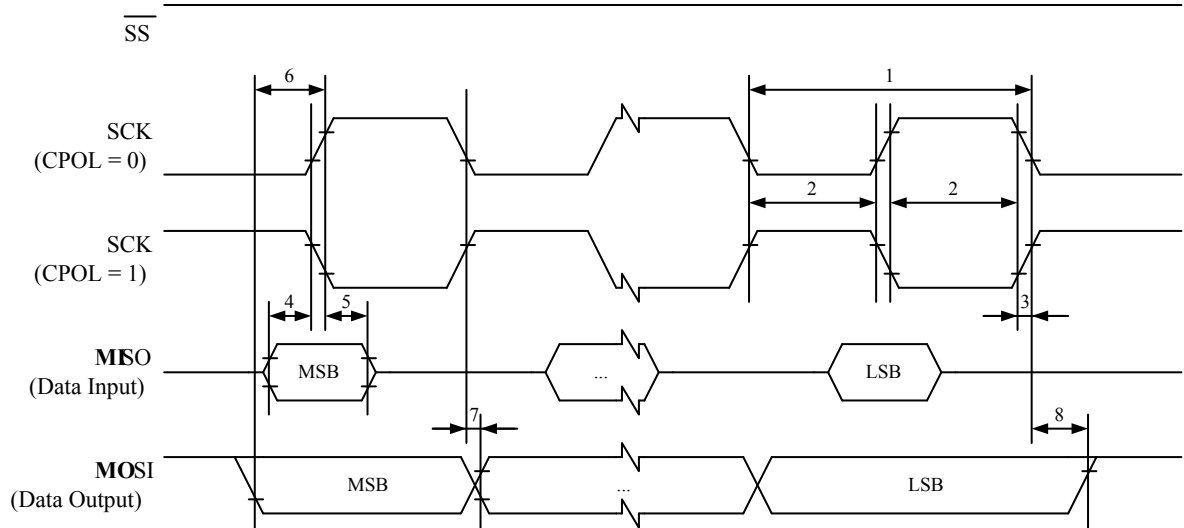 SS
6
1
SCK
(CPOL = 0)
2
2
SCK
(CPOL = 1)
4
5
3
MISO
(Data Input)
MSB
...
LSB
7
8
MOSI
(Data Output)
MSB
...
LSB